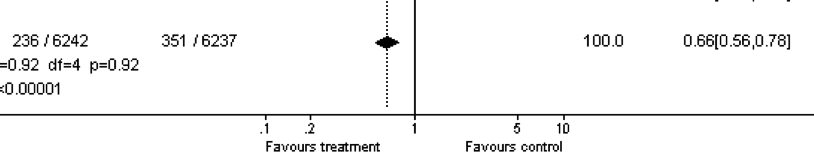 236 / 6242 351 / 6237 100.0 0.66[0.56,0.78]
=0.92 df=4 p=0.92
<0.00001
.1 .2 1 5 10
Favours treatment Favours control